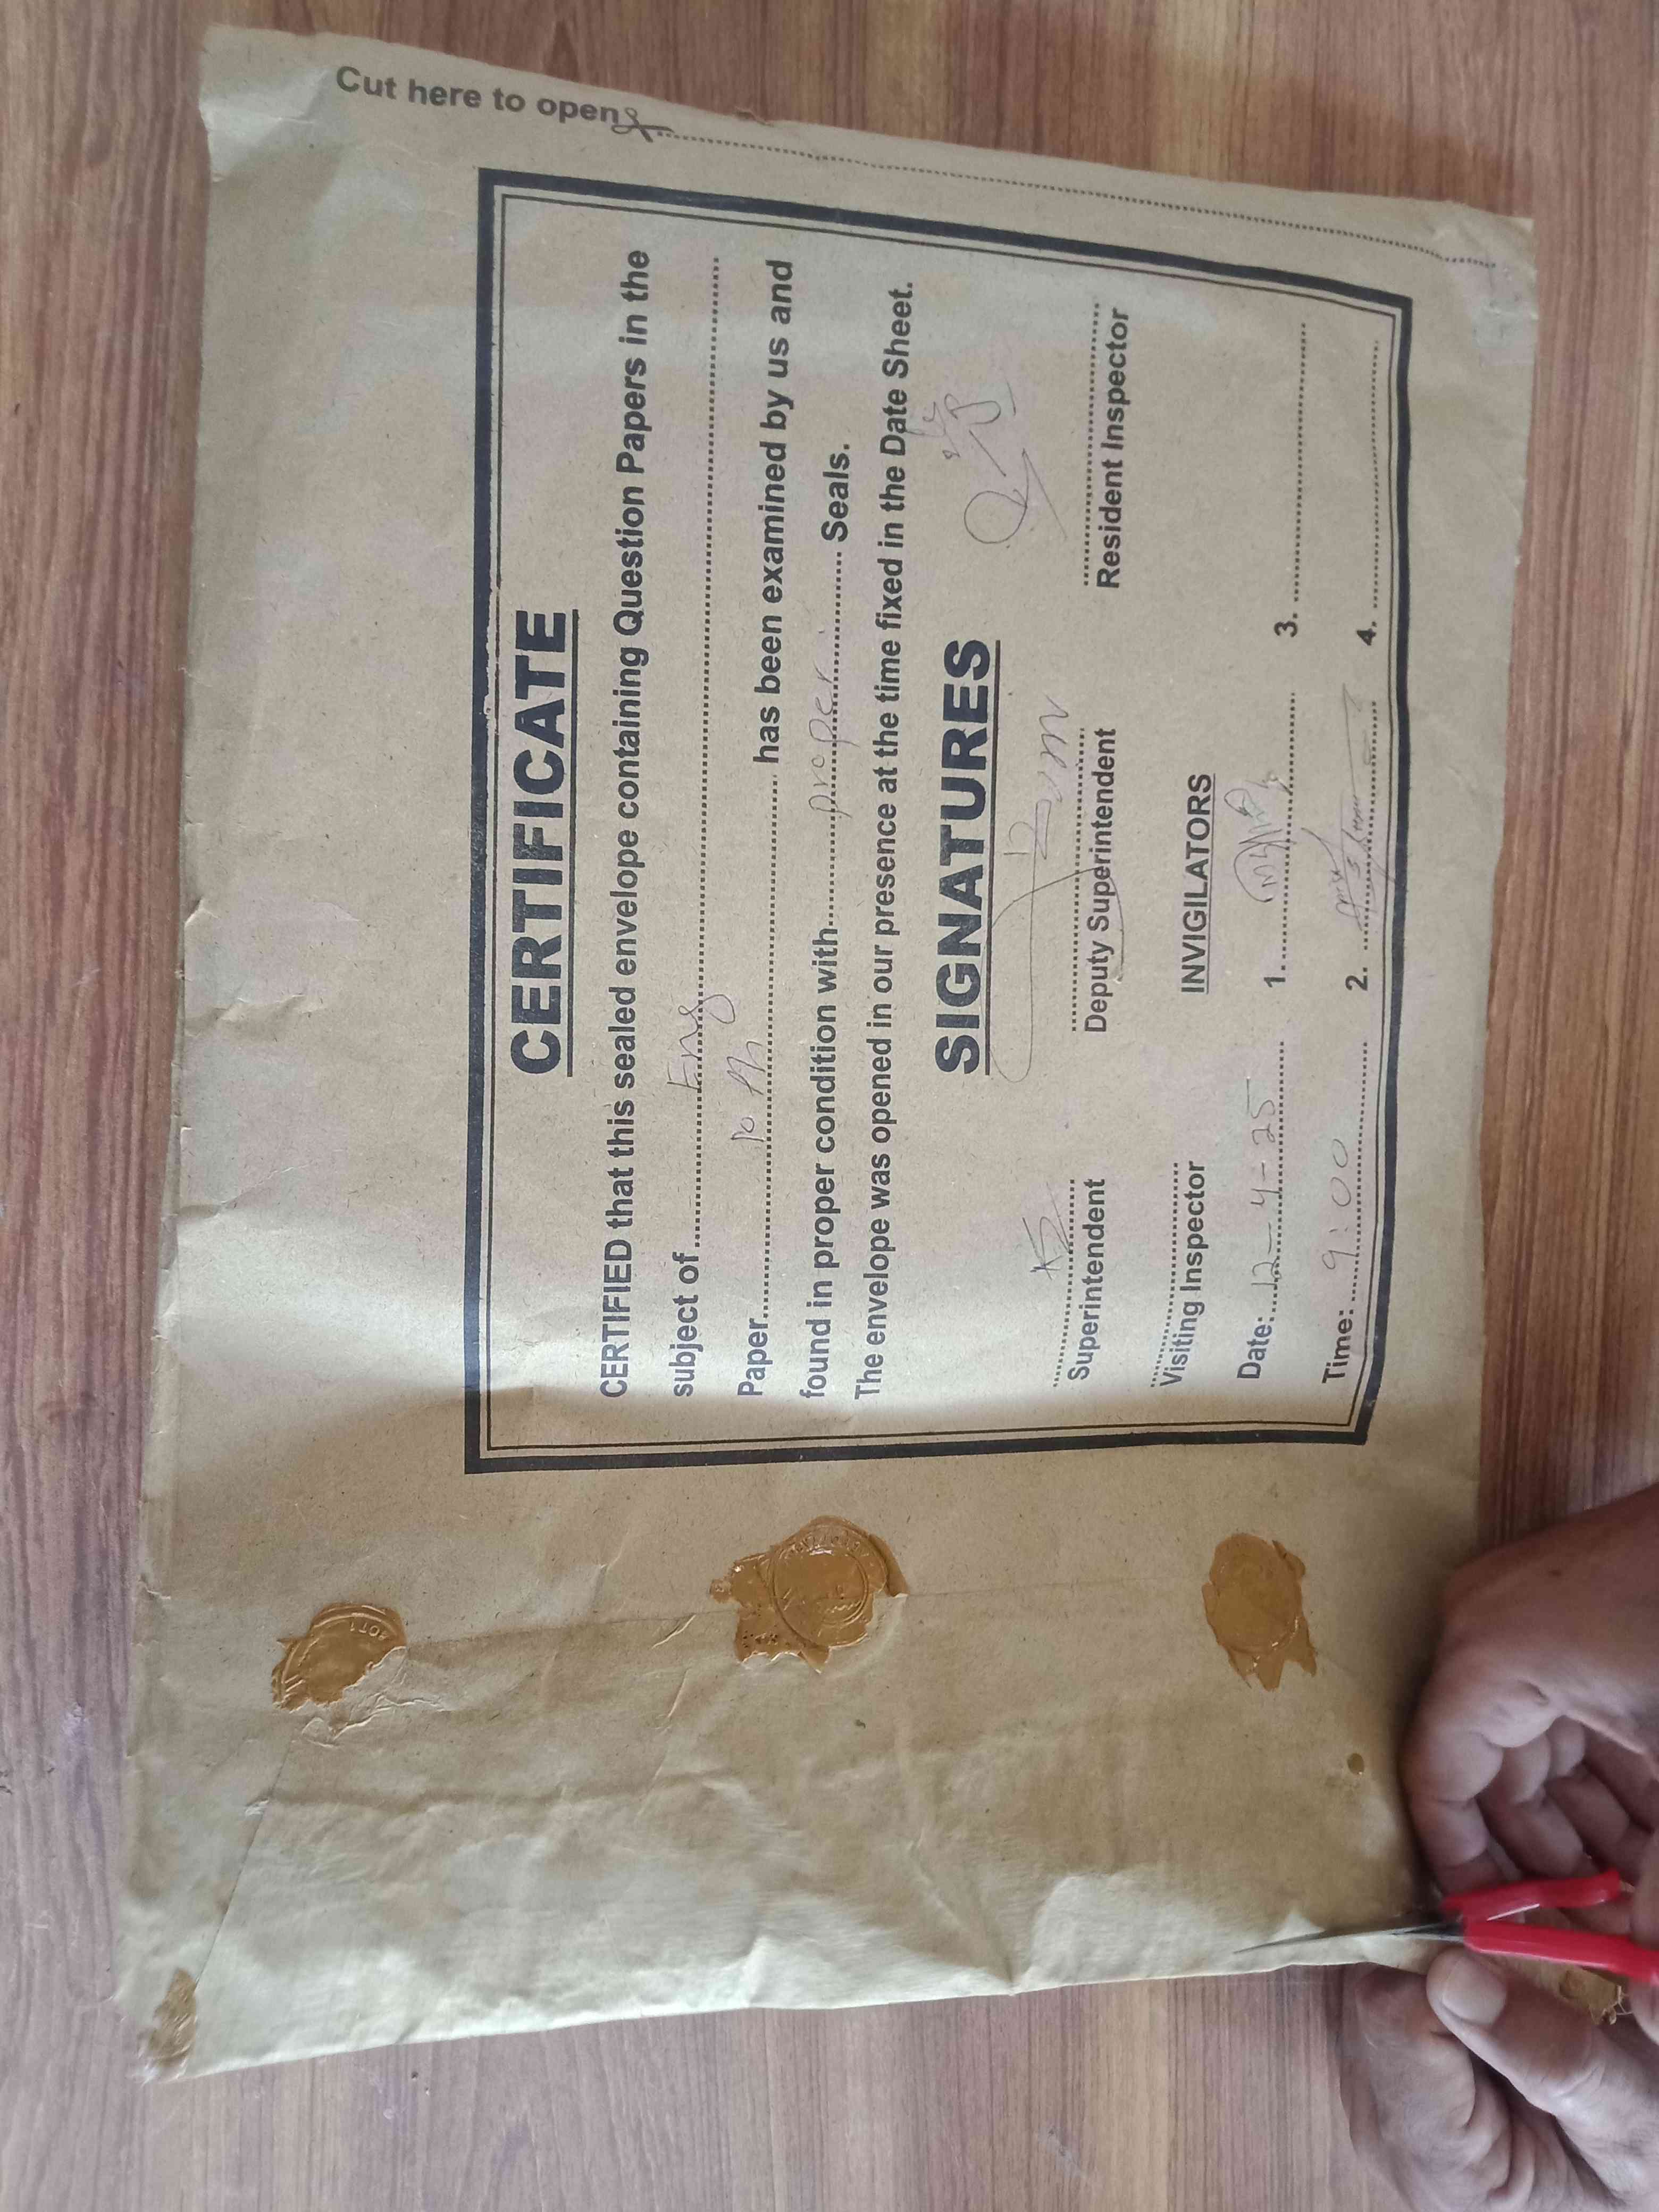 Cut here to open
CERTIFICATE
CERTIFIED that this sealed envelope containing Question Papers in the
subject of Eng
Paper 10th has been examined by us and
found in proper condition with proper Seals.
The envelope was opened in our presence at the time fixed in the Date Sheet.
SIGNATURES
Superintendent Deputy Superintendent Resident Inspector
Visiting Inspector INVIGILATORS
Date: 12-4-25 1. 3.
Time: 9:00 2. 4.